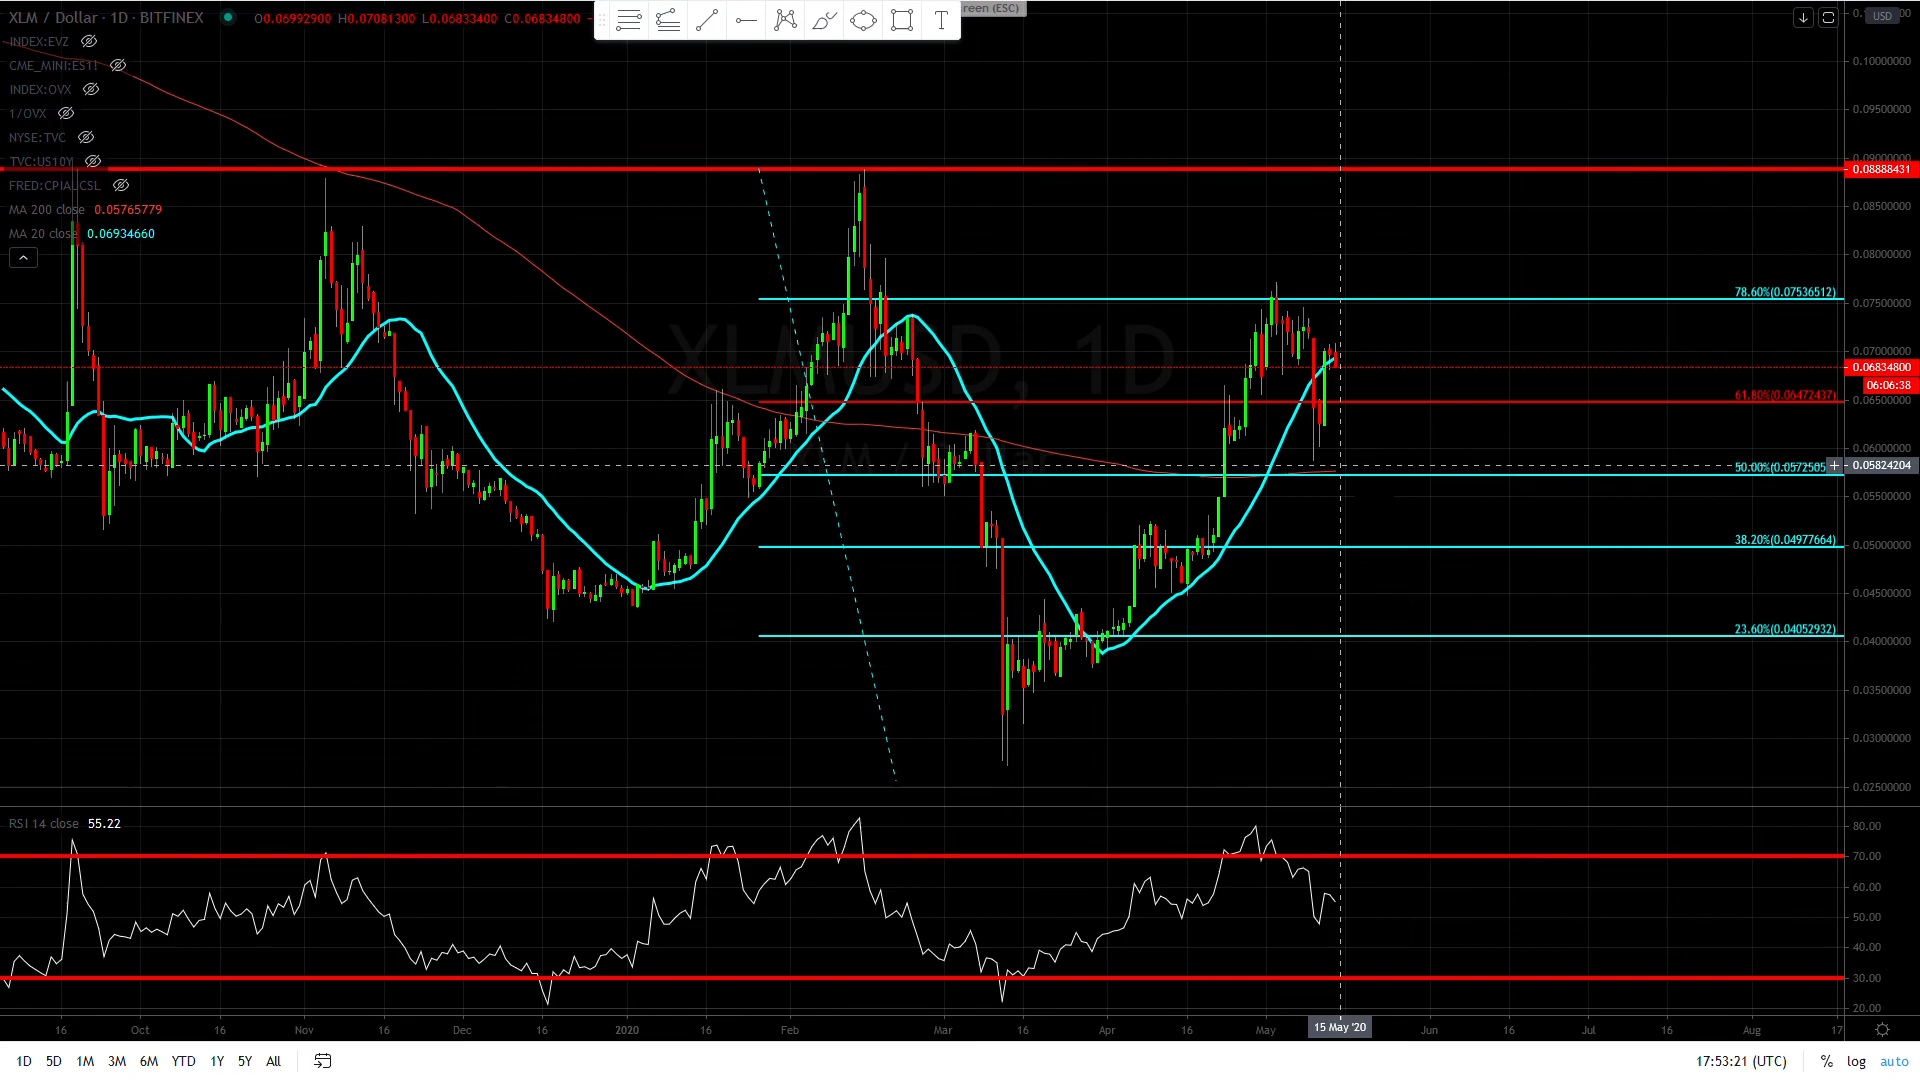 XLM / Dollar · 1D · BITFINEX
O0.06992900 H0.07081300 L0.06833400 C0.06834800
reen (ESC)
USD
INDEX:EVZ
CME_MINI:ES1!
INDEX:OVX
1/OVX
NYSE:TVC
TVC:US10Y
FRED:CPIAUCSL
MA 200 close 0.05765779
MA 20 close 0.06934660
XLMUSD, 1D
XLM / Dollar
0.10000000
0.09500000
0.09000000
0.08888431
0.08500000
0.08000000
0.07500000
0.07000000
0.06834800
06:06:38
0.06500000
0.06000000
0.05824204
0.05500000
0.05000000
0.04500000
0.04000000
0.03500000
0.03000000
0.02500000
78.60%(0.07536512)
61.80%(0.06472437)
50.00%(0.0572505
38.20%(0.04977664)
23.60%(0.04052932)
RSI 14 close 55.22
80.00
70.00
60.00
50.00
40.00
30.00
20.00
16 Oct 16 Nov 16 Dec 16 2020 16 Feb Mar 16 Apr 16 May 15 May '20 Jun 16 Jul 16 Aug 17
1D 5D 1M 3M 6M YTD 1Y 5Y All
17:53:21 (UTC) % log auto